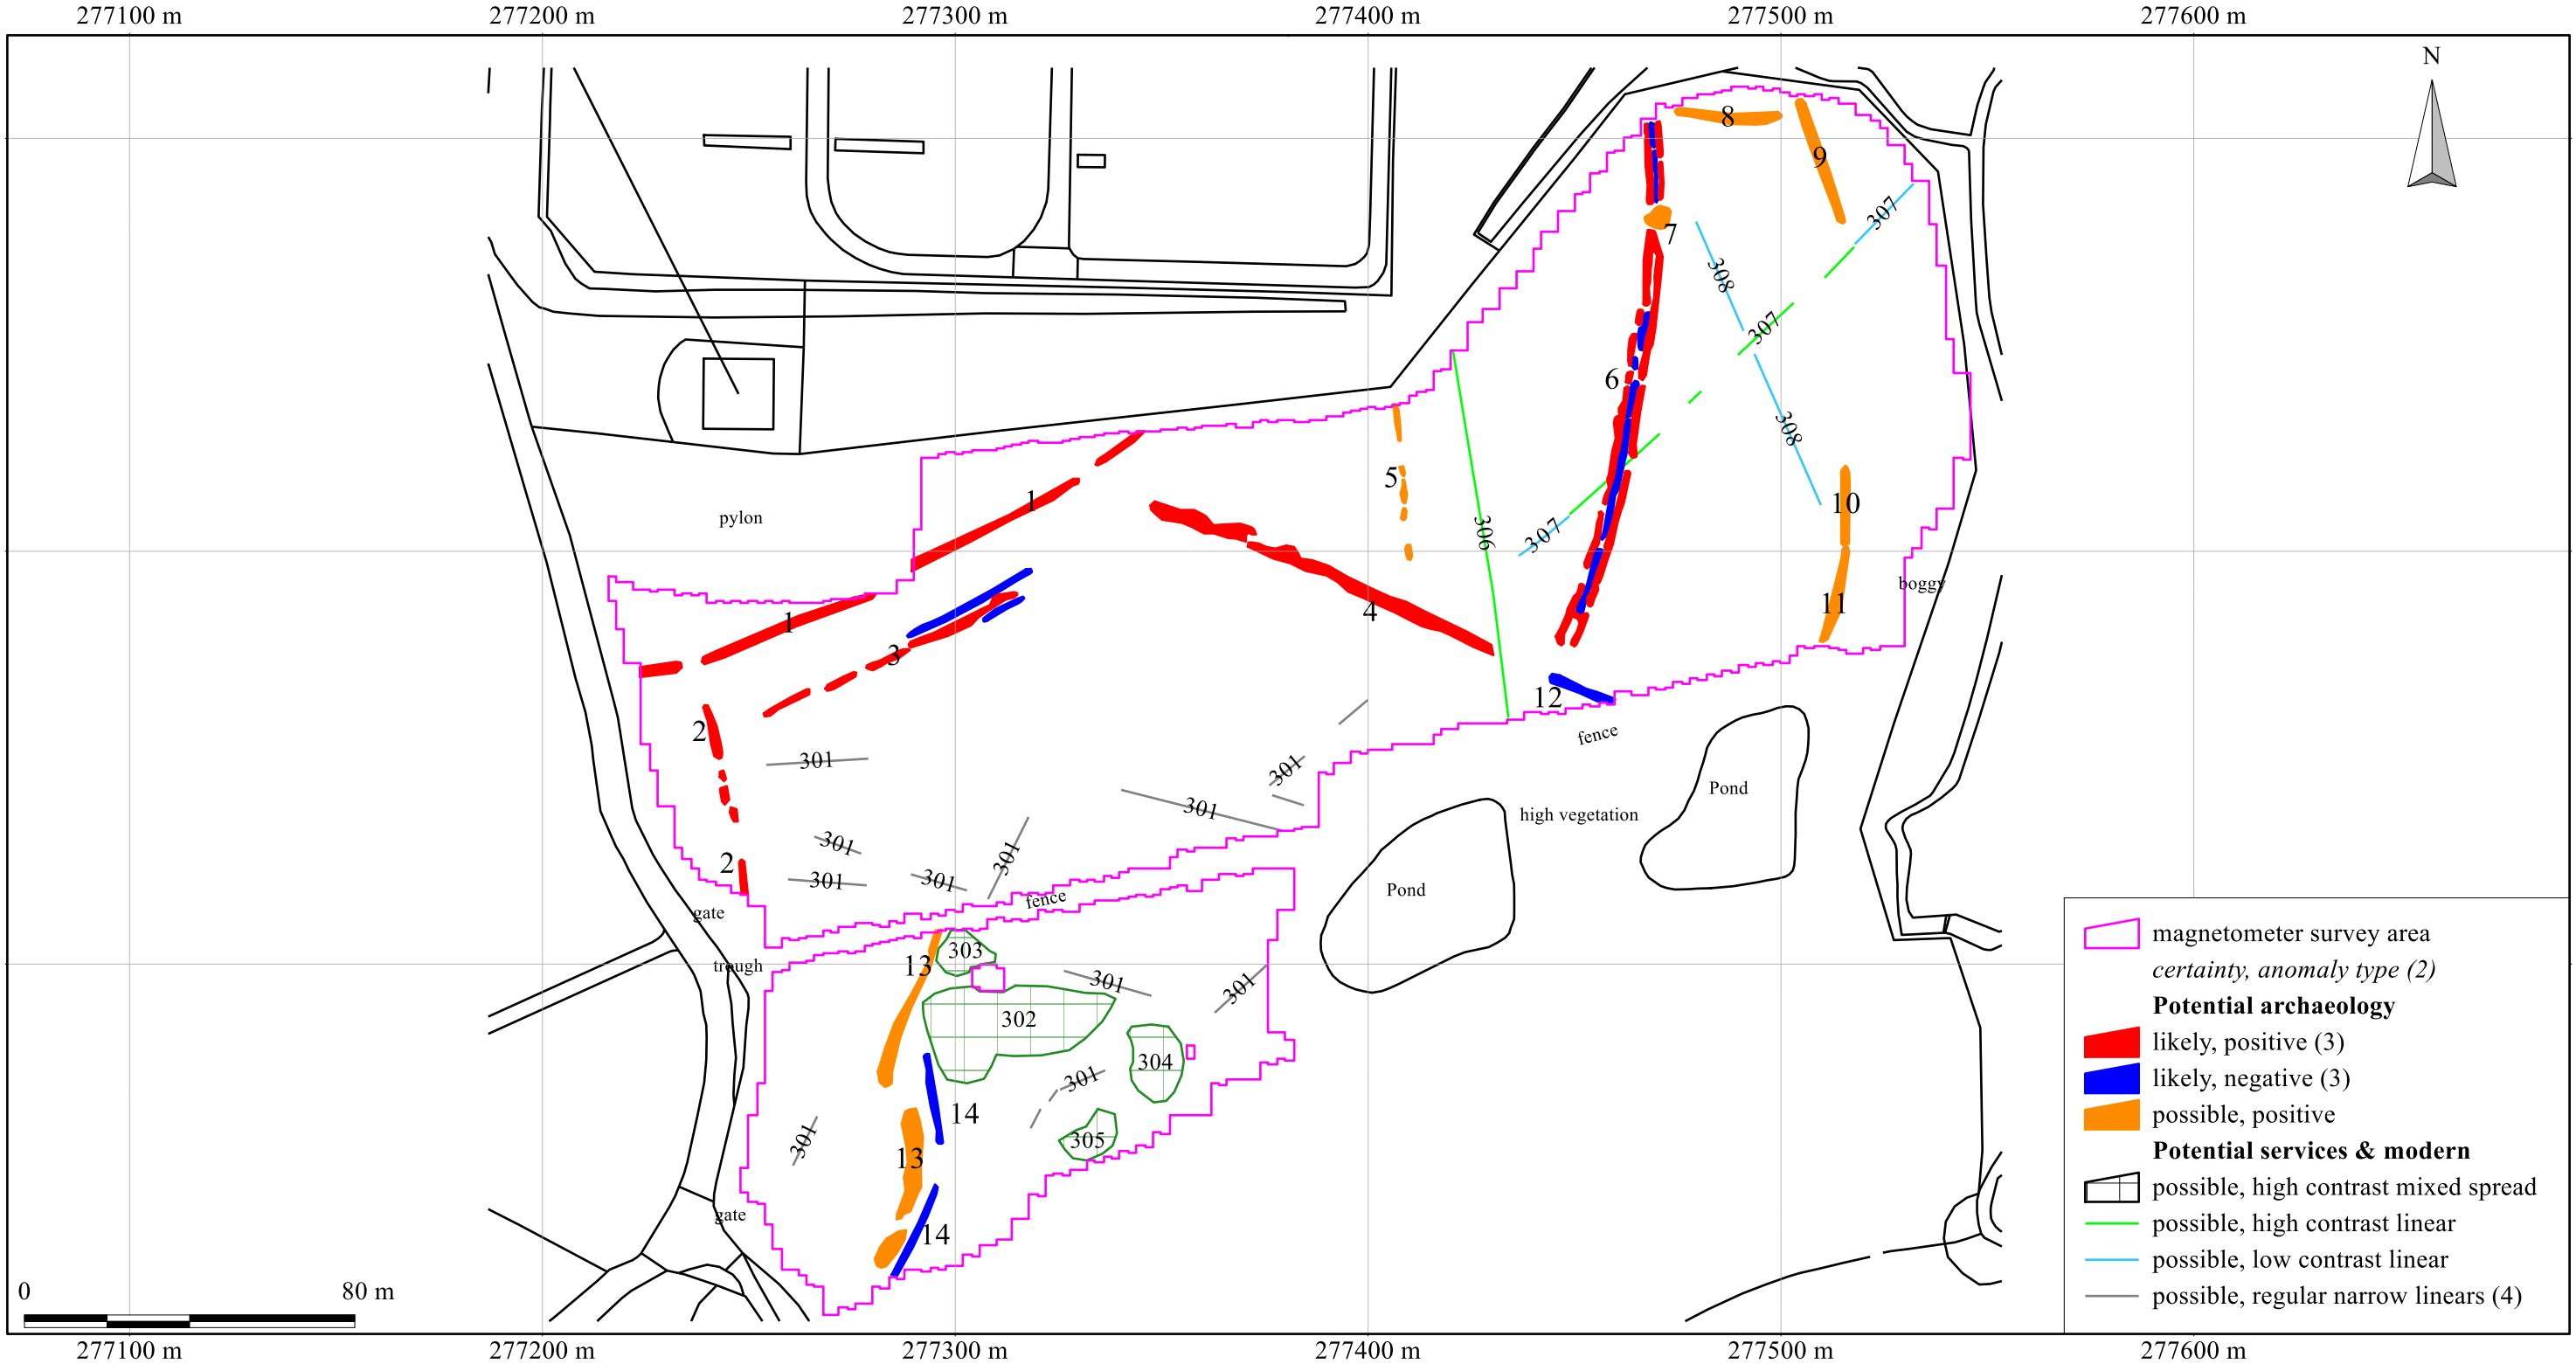 277100 m 277200 m 277300 m 277400 m 277500 m 277600 m
N
8
9
7
307
308
307
6
308
5
1
10
pylon
306
307
boggy
4
11
1
3
12
2
fence
301
301
Pond
301
high vegetation
2
301
301
301
301
Pond
fence
gate
13
303
trough
301
301
302
304
301
14
305
301
13
gate
14
magnetometer survey area
certainty, anomaly type (2)
Potential archaeology
likely, positive (3)
likely, negative (3)
possible, positive
Potential services & modern
possible, high contrast mixed spread
possible, high contrast linear
possible, low contrast linear
possible, regular narrow linears (4)
0 80 m
277100 m 277200 m 277300 m 277400 m 277500 m 277600 m